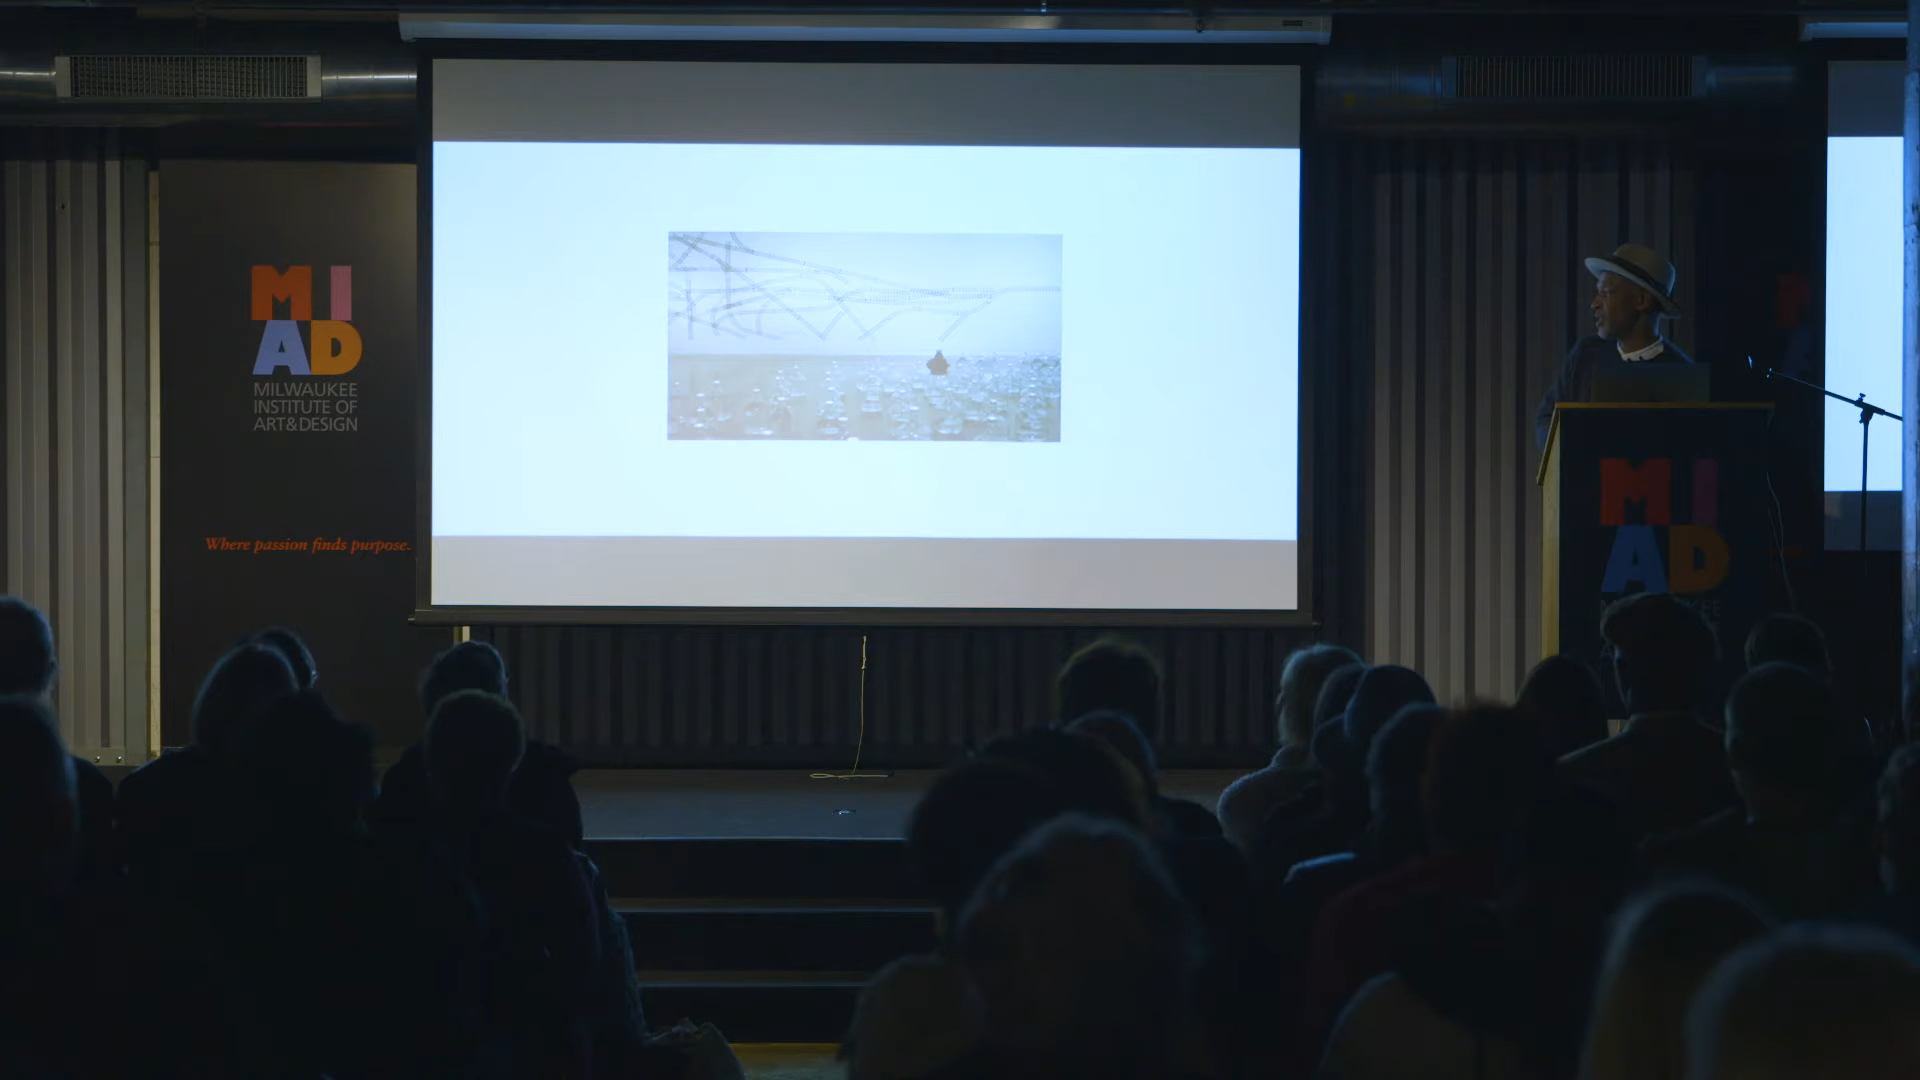 MI
AD
MILWAUKEE
INSTITUTE OF
ART&DESIGN
Where passion finds purpose.
MI
AD